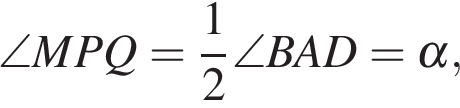 ∠MPQ = 1/2 ∠BAD = α,